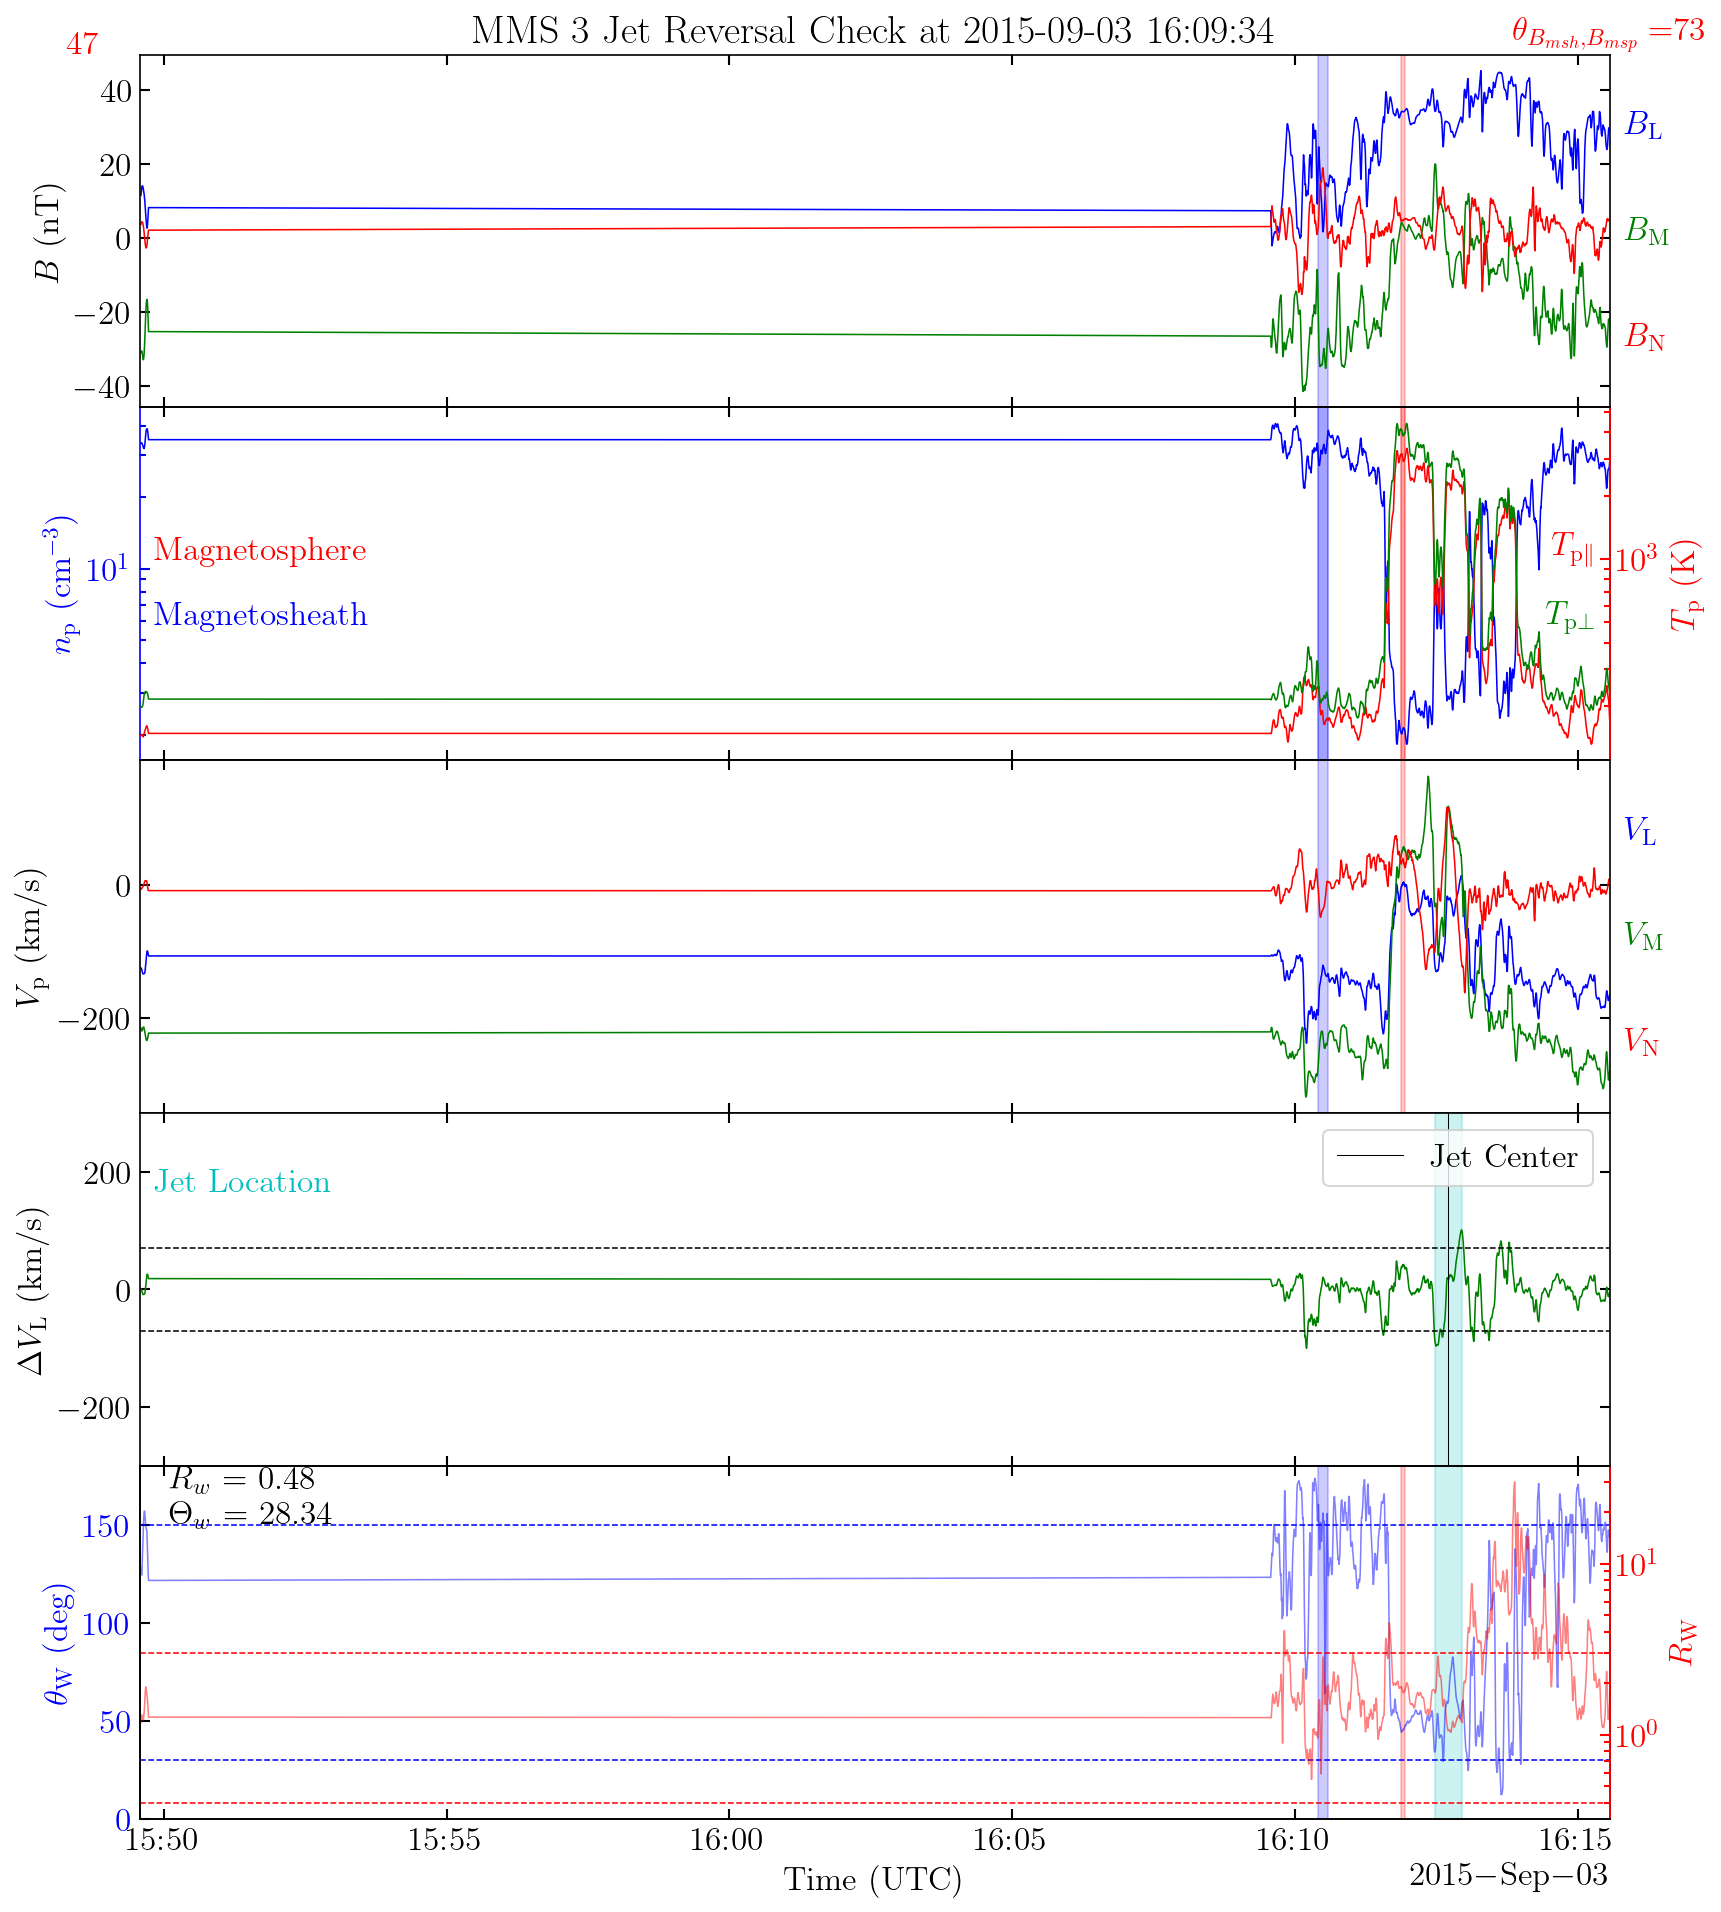 47
MMS 3 Jet Reversal Check at 2015-09-03 16:09:34
θ_{B_{msh},B_{msp}} =73
40
20
0
−20
−40
B (nT)
B_L
B_M
B_N
10^1
n_p (cm^{−3})
Magnetosphere
Magnetosheath
T_{p∥}
T_{p⊥}
10^3
T_p (K)
0
−200
V_p (km/s)
V_L
V_M
V_N
200
0
−200
ΔV_L (km/s)
Jet Location
Jet Center
R_w = 0.48
Θ_w = 28.34
150
100
50
0
θ_W (deg)
10^1
10^0
R_W
15:50 15:55 16:00 16:05 16:10 16:15
Time (UTC)
2015−Sep−03